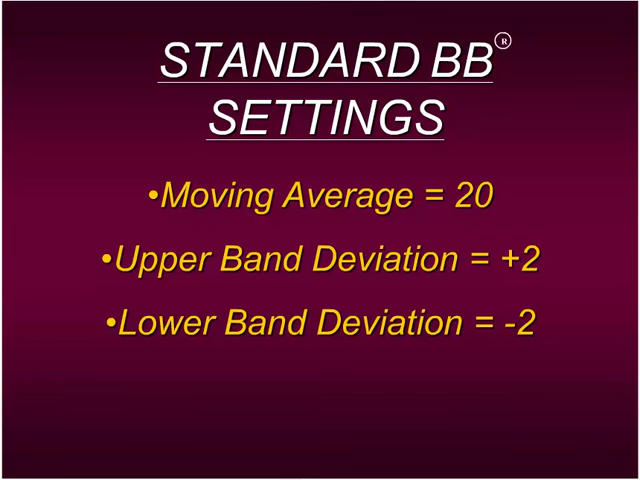 STANDARD BB®
SETTINGS
•Moving Average = 20
•Upper Band Deviation = +2
•Lower Band Deviation = -2